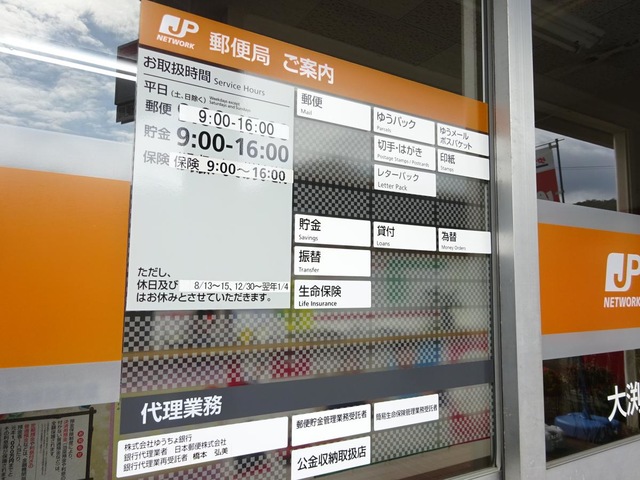 JP
NETWORK
郵便局 ご案内
お取扱時間 Service Hours
平日(土、日除く) Weekdays except Saturdays and Sundays
郵便 9:00-16:00
貯金 9:00-16:00
保険 保険 9:00～16:00
ただし、
休日及び 8/13～15、12/30～翌年1/4
はお休みとさせていただきます。
郵便
Mail
ゆうパック
Parcels
ゆうメール
ポスパケット
切手・はがき
Postage Stamps / Postcards
印紙
Stamps
レターパック
Letter Pack
貯金
Savings
貸付
Loans
為替
Money Orders
振替
Transfer
生命保険
Life Insurance
代理業務
株式会社ゆうちょ銀行
銀行代理業者 日本郵便株式会社
銀行代理業再受託者 橋本 弘美
郵便貯金管理業務受託者
簡易生命保険管理業務受託者
公金収納取扱店
JP
NETWORK
大渕